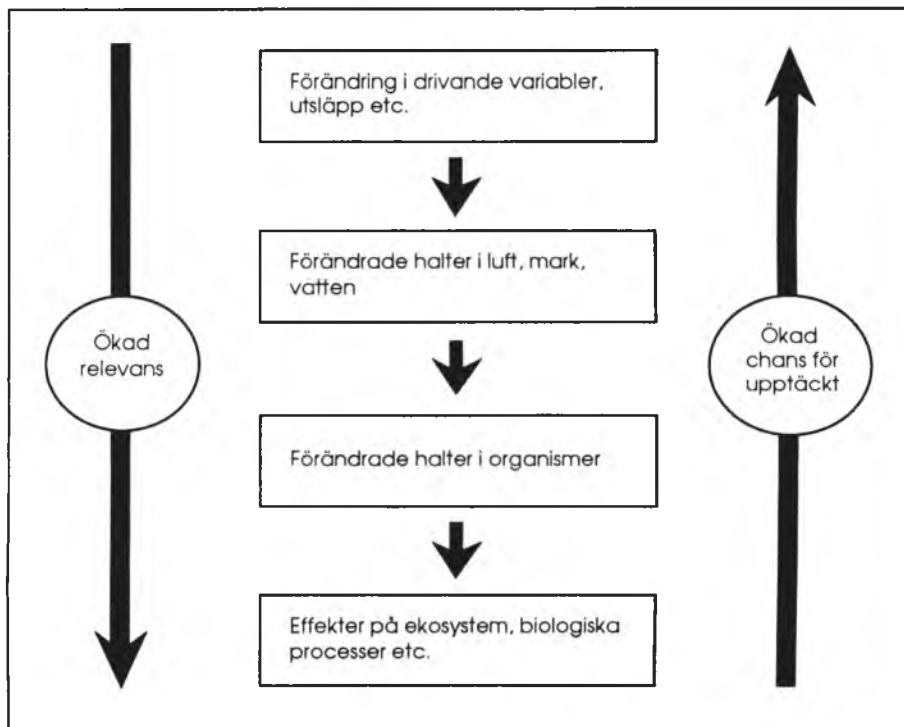 Förändring i drivande variabler,
utsläpp etc.
Förändrade halter i luft, mark,
vatten
Ökad
relevans
Ökad
chans för
upptäckt
Förändrade halter i organismer
Effekter på ekosystem, biologiska
processer etc.